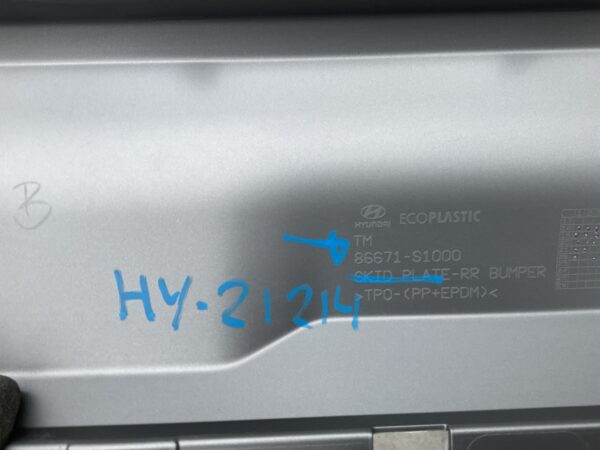 B
HYUNDAI ECOPLASTIC
TM
86671-S1000
SKID PLATE-RR BUMPER
>TPO-(PP+EPDM)<
HY-21214